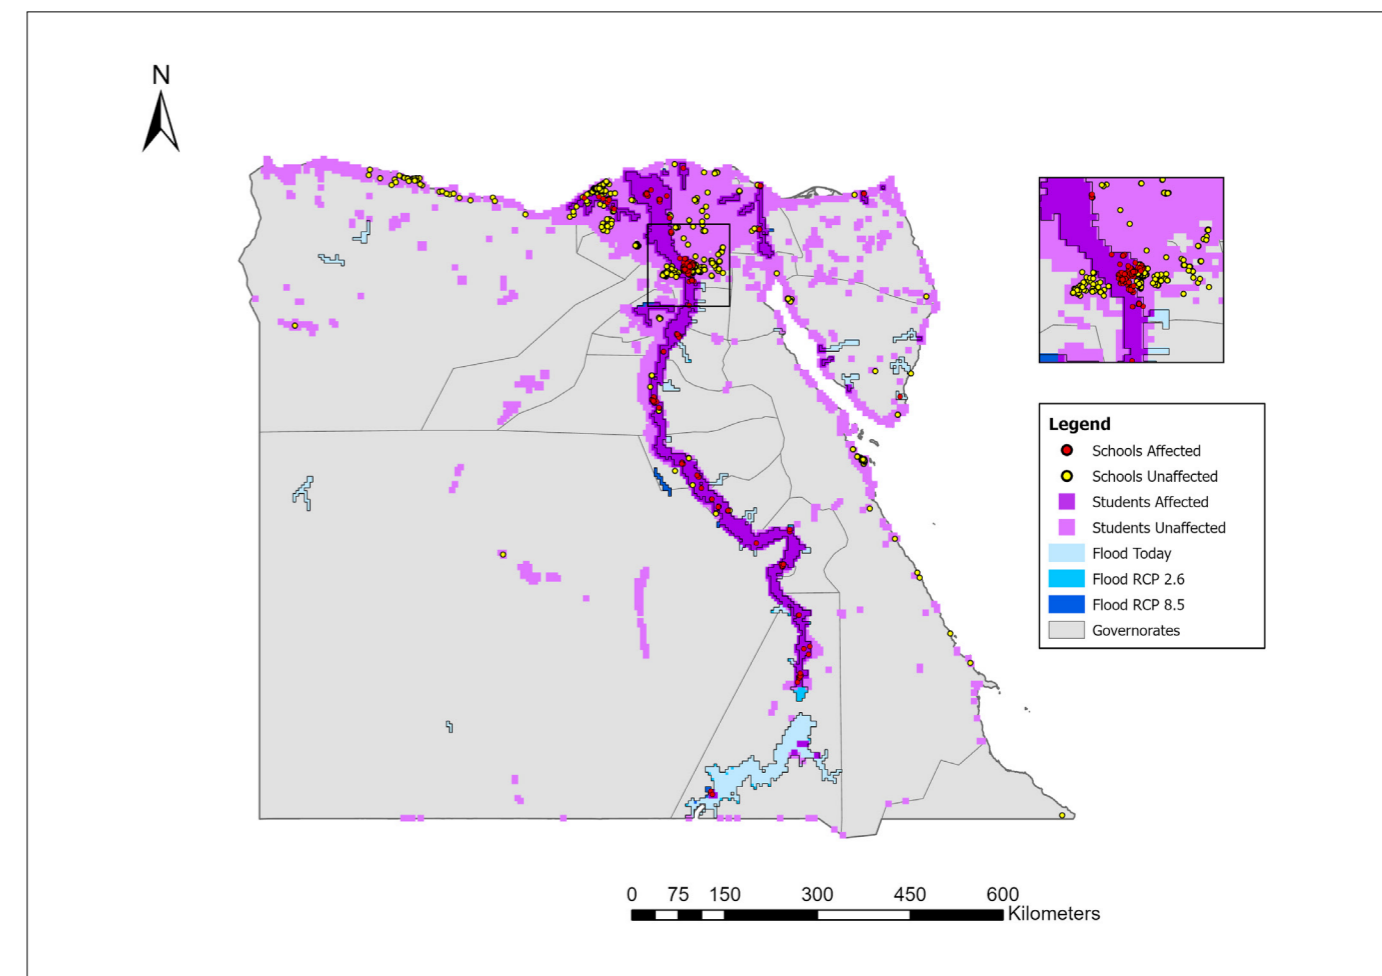 N
Legend
Schools Affected
Schools Unaffected
Students Affected
Students Unaffected
Flood Today
Flood RCP 2.6
Flood RCP 8.5
Governorates
0 75 150 300 450 600
Kilometers